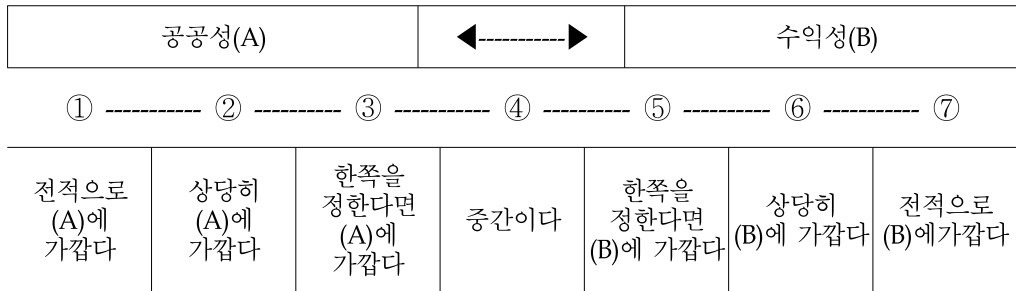 공공성(A) ◀-----------▶ 수익성(B)
① ----------- ② ---------- ③ ----------- ④ ----------- ⑤ ---------- ⑥ ----------- ⑦
전적으로
(A)에
가깝다
상당히
(A)에
가깝다
한쪽을
정한다면
(A)에
가깝다
중간이다
한쪽을
정한다면
(B)에 가깝다
상당히
(B)에 가깝다
전적으로
(B)에가깝다